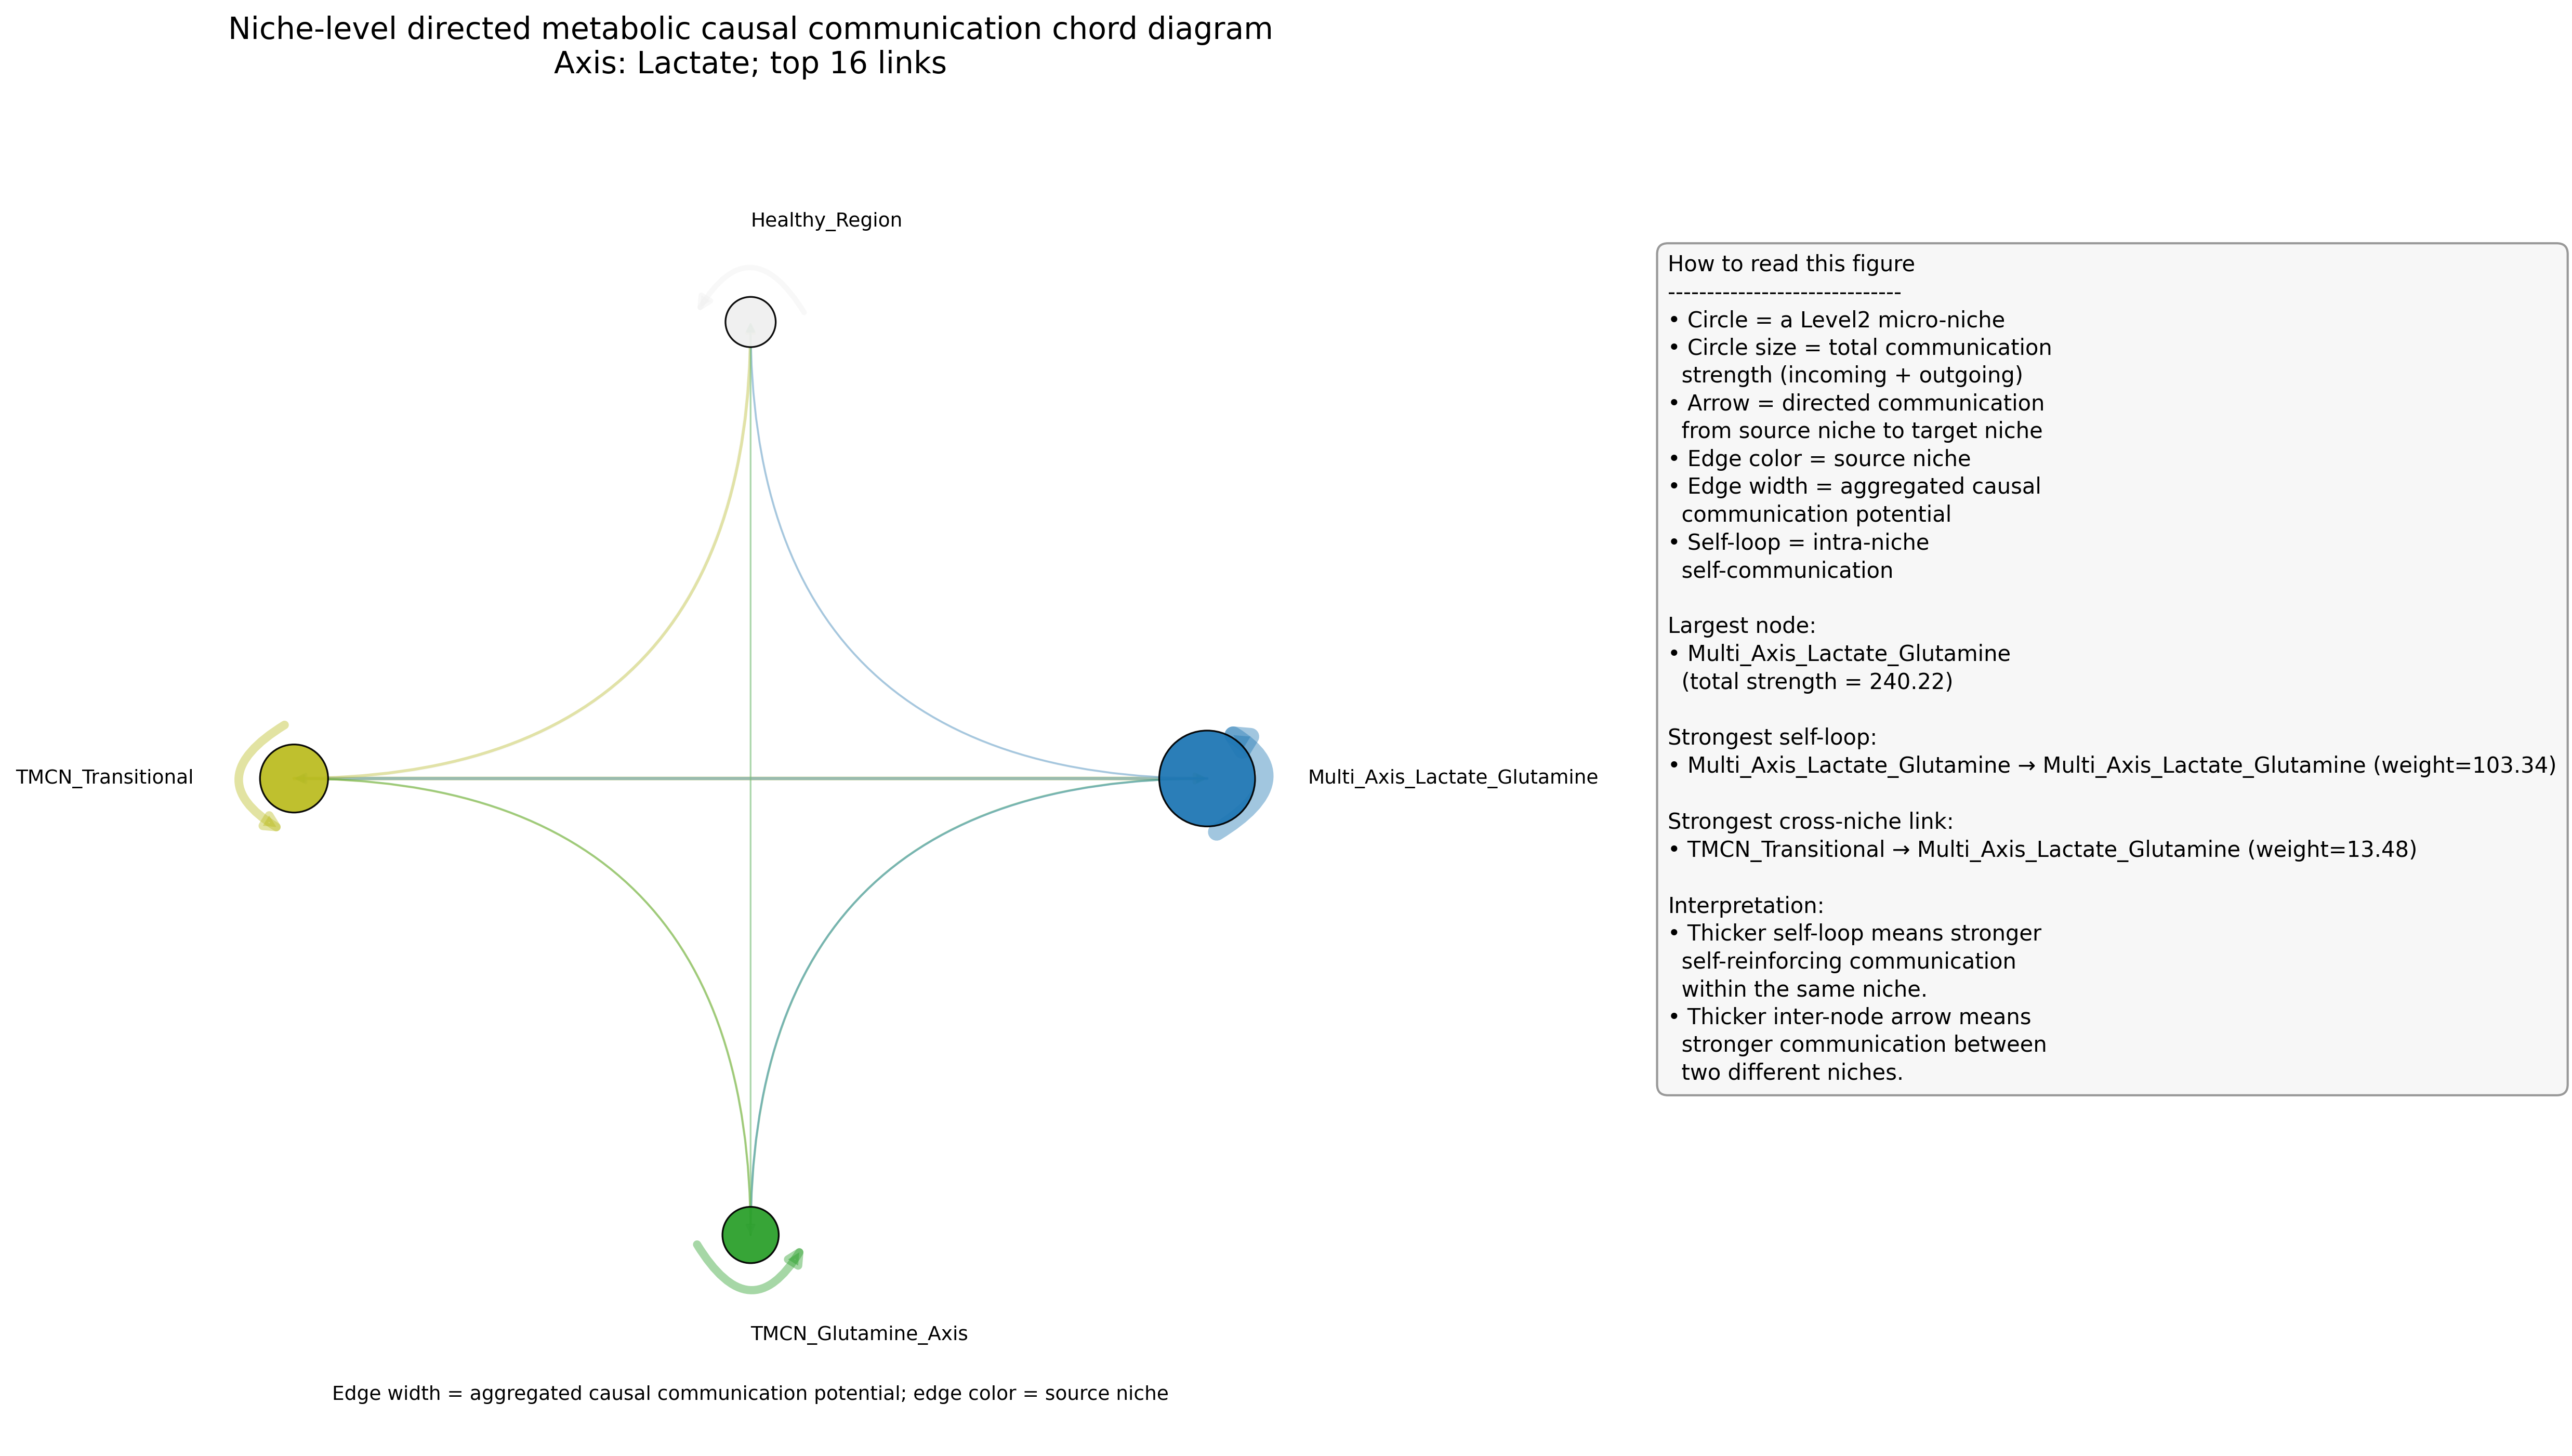 Niche-level directed metabolic causal communication chord diagram
Axis: Lactate; top 16 links
Healthy_Region
TMCN_Transitional
Multi_Axis_Lactate_Glutamine
TMCN_Glutamine_Axis
Edge width = aggregated causal communication potential; edge color = source niche
How to read this figure
------------------------------
• Circle = a Level2 micro-niche
• Circle size = total communication
strength (incoming + outgoing)
• Arrow = directed communication
from source niche to target niche
• Edge color = source niche
• Edge width = aggregated causal
communication potential
• Self-loop = intra-niche
self-communication
Largest node:
• Multi_Axis_Lactate_Glutamine
(total strength = 240.22)
Strongest self-loop:
• Multi_Axis_Lactate_Glutamine → Multi_Axis_Lactate_Glutamine (weight=103.34)
Strongest cross-niche link:
• TMCN_Transitional → Multi_Axis_Lactate_Glutamine (weight=13.48)
Interpretation:
• Thicker self-loop means stronger
self-reinforcing communication
within the same niche.
• Thicker inter-node arrow means
stronger communication between
two different niches.